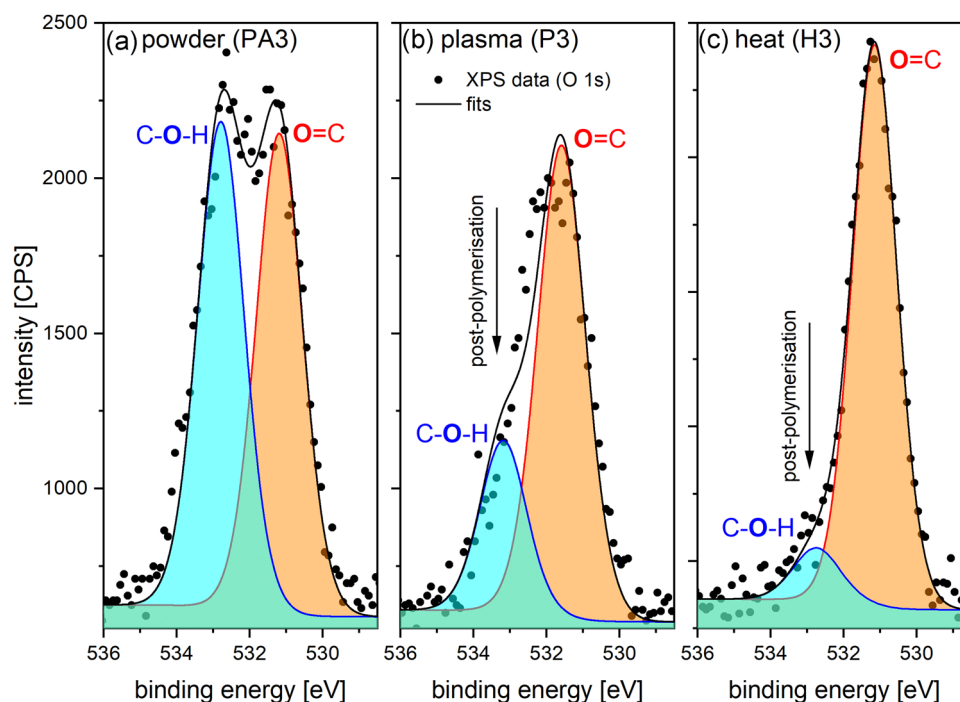 (a) powder (PA3)
C-O-H
O=C
(b) plasma (P3)
XPS data (O 1s)
fits
O=C
post-polymerisation
C-O-H
(c) heat (H3)
O=C
post-polymerisation
C-O-H
intensity [CPS]
2500
2000
1500
1000
536 534 532 530
536 534 532 530
536 534 532 530
binding energy [eV]
binding energy [eV]
binding energy [eV]